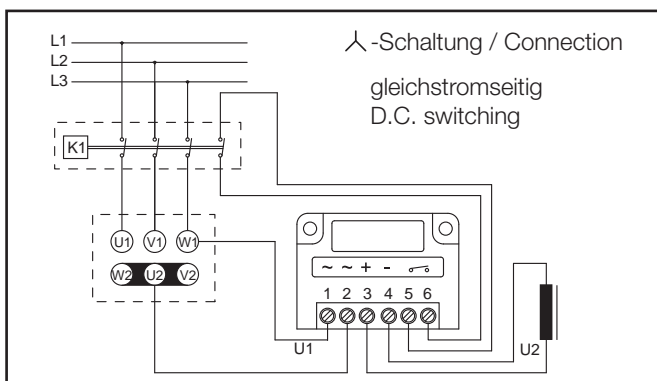 L1
L2
L3
⅄-Schaltung / Connection
gleichstromseitig
D.C. switching
K1
U1 V1 W1
W2 U2 V2
~ ~ + -
1 2 3 4 5 6
U1
U2